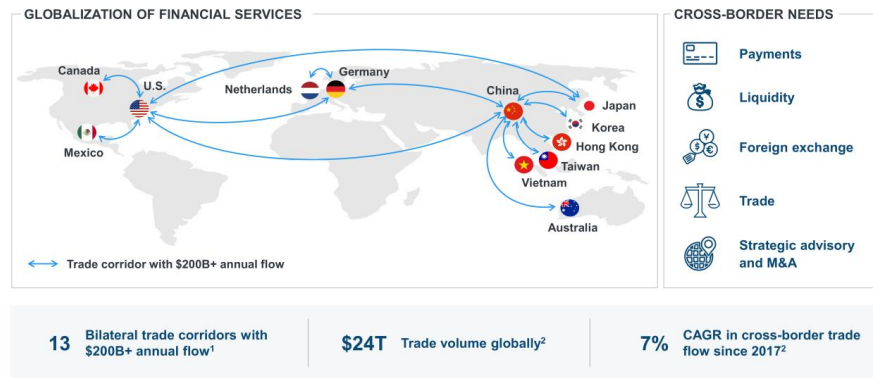 GLOBALIZATION OF FINANCIAL SERVICES
Canada
U.S.
Mexico
Netherlands
Germany
China
Japan
Korea
Hong Kong
Taiwan
Vietnam
Australia
Trade corridor with $200B+ annual flow
CROSS-BORDER NEEDS
Payments
$
Liquidity
¥
$ €
Foreign exchange
Trade
Strategic advisory
and M&A
13
Bilateral trade corridors with
$200B+ annual flow¹
$24T Trade volume globally²
7%
CAGR in cross-border trade
flow since 2017²